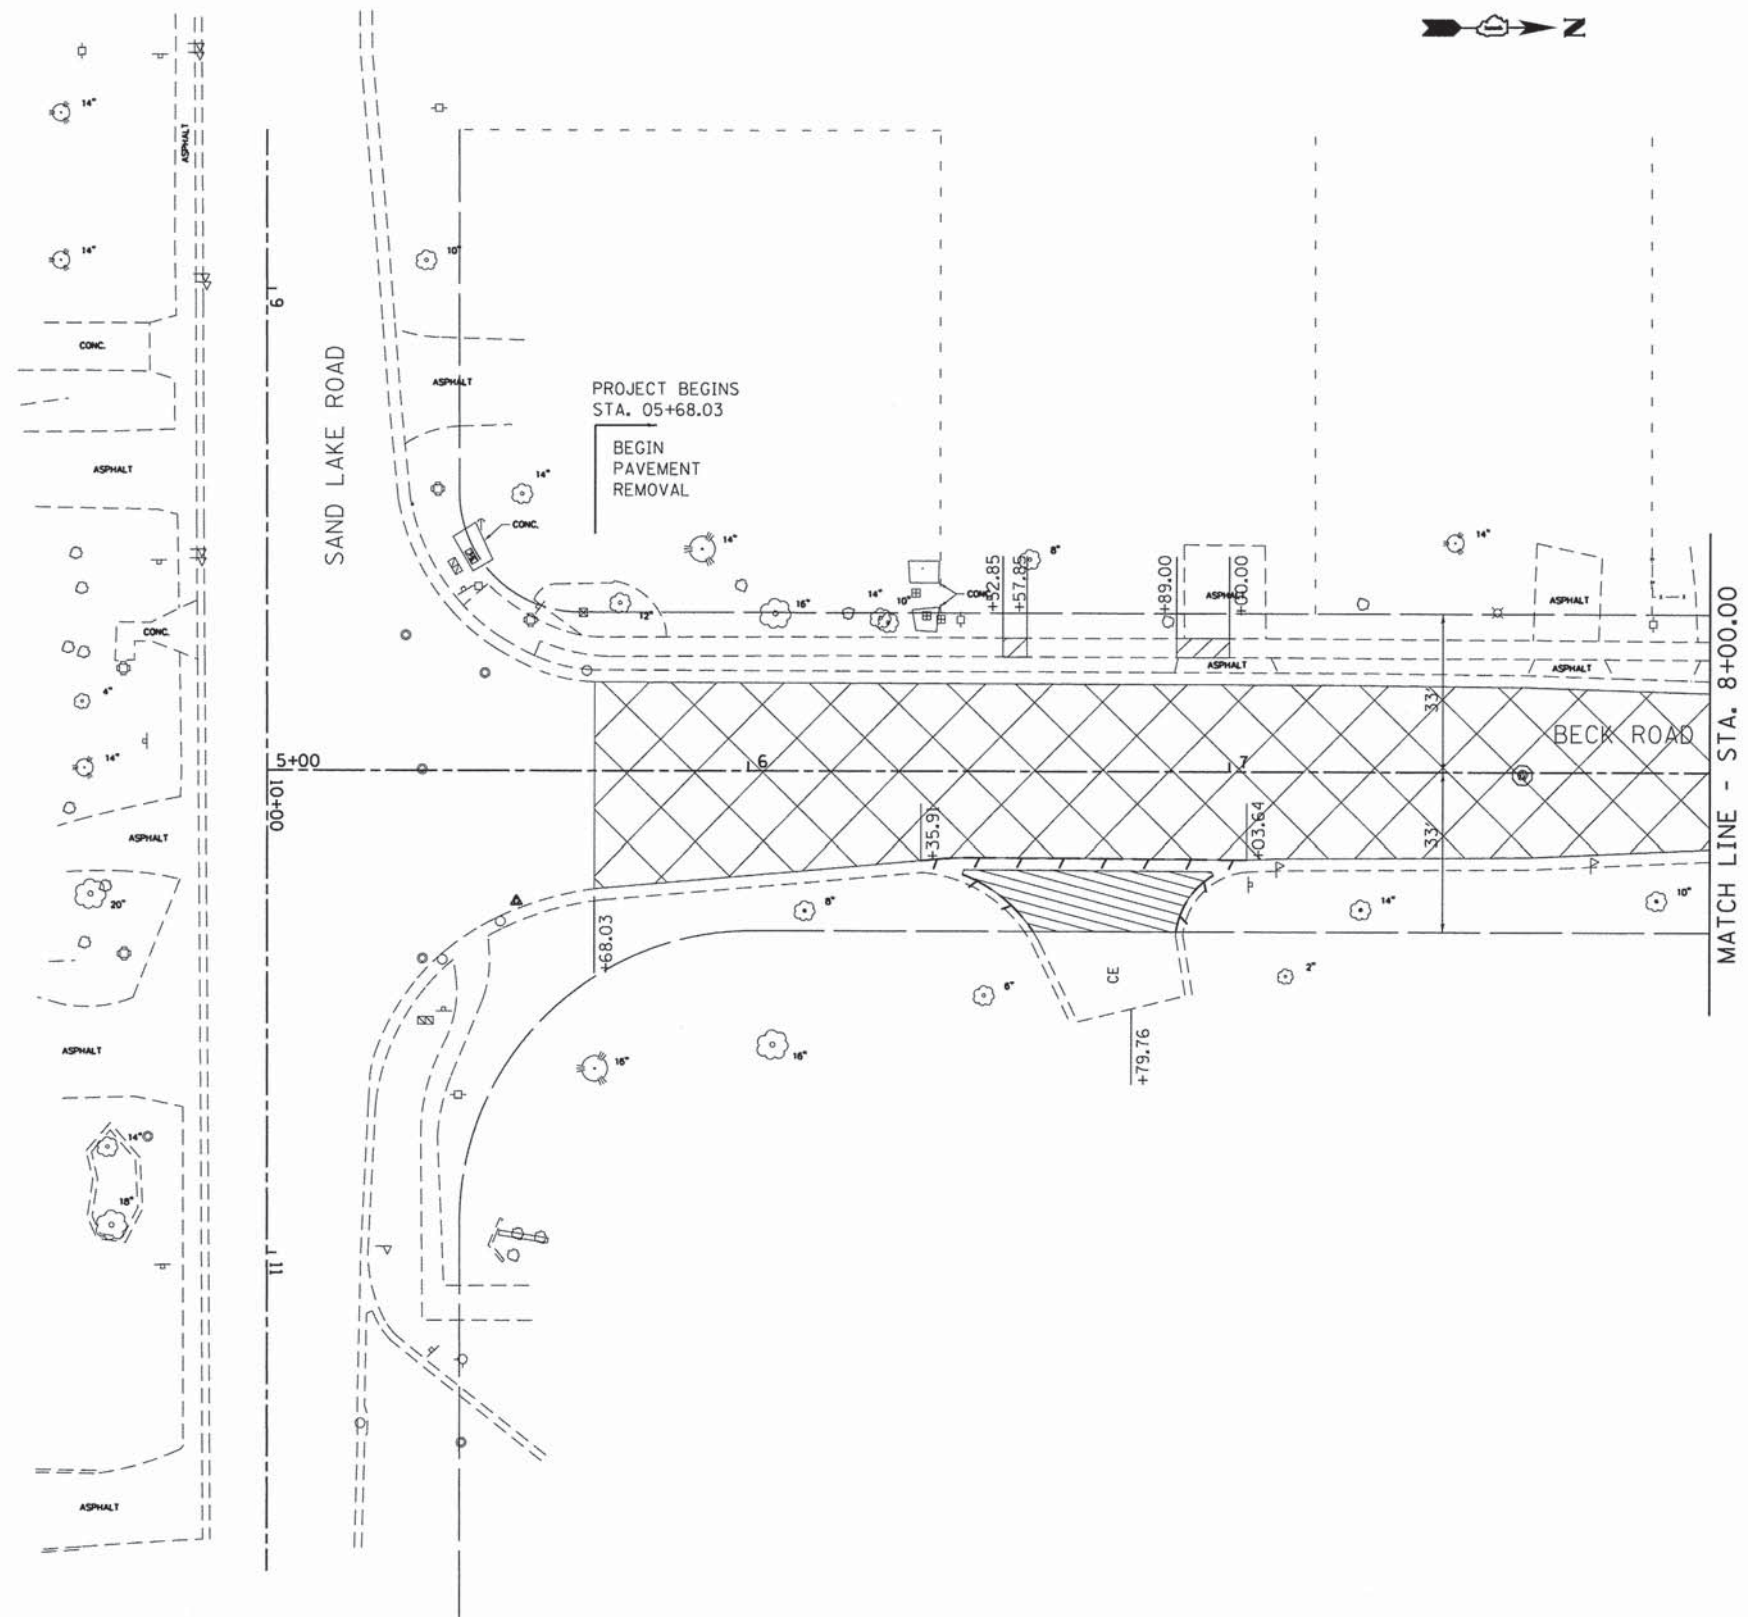 N
14"
ASPHALT
14"
10"
9
CONC.
SAND LAKE ROAD
ASPHALT
PROJECT BEGINS
STA. 05+68.03
BEGIN
PAVEMENT
REMOVAL
ASPHALT
14"
CONC.
14"
14"
8"
+52.85
+57.85
+89.00
+00.00
CONC.
ASPHALT
ASPHALT
12"
16"
14"
10"
CONC.
ASPHALT
ASPHALT
4"
33'
BECK ROAD
MATCH LINE - STA. 8+00.00
14"
5+00
6
7
10+00
ASPHALT
+35.91
+03.64
33'
20"
8"
14"
10"
+68.03
CE
6"
2"
ASPHALT
16"
16"
+79.76
14"
18"
11
ASPHALT